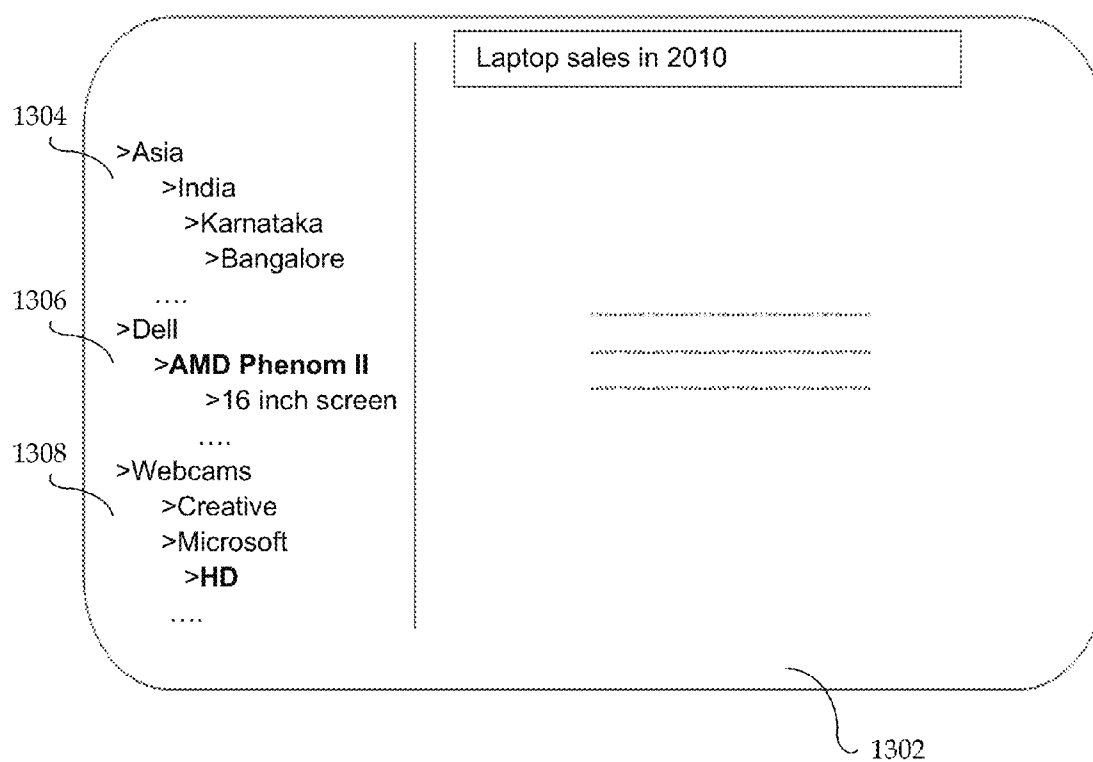 Laptop sales in 2010
1304
>Asia
>India
>Karnataka
>Bangalore
....
1306
>Dell
>AMD Phenom II
>16 inch screen
....
1308
>Webcams
>Creative
>Microsoft
>HD
....
1302